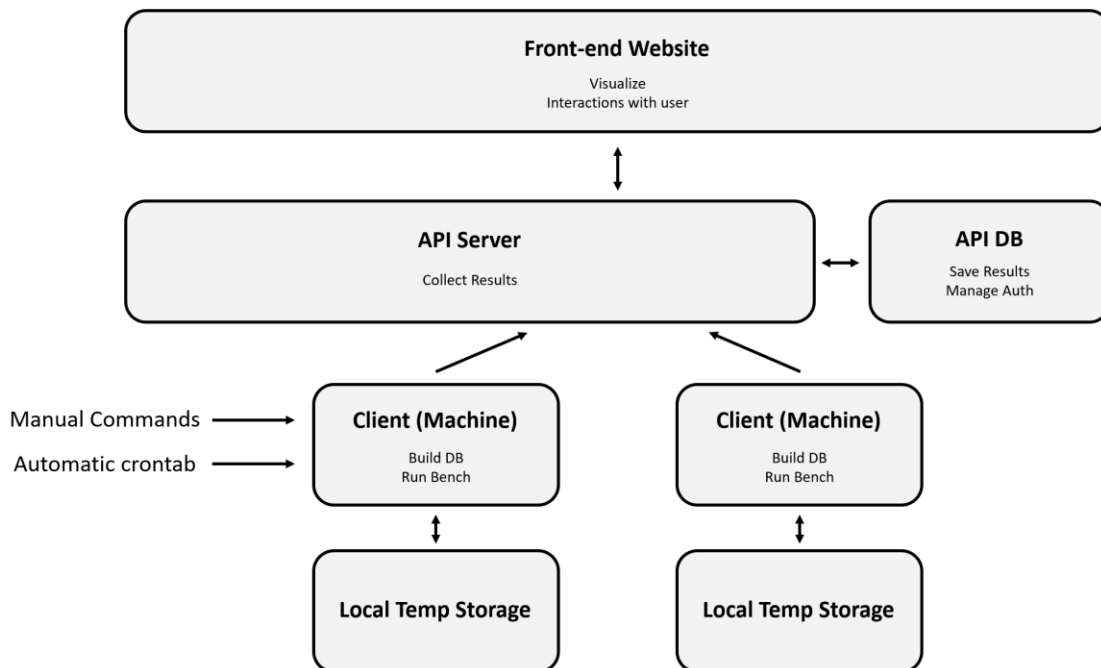 Front-end Website
Visualize
Interactions with user
API Server
Collect Results
API DB
Save Results
Manage Auth
Manual Commands
Automatic crontab
Client (Machine)
Build DB
Run Bench
Client (Machine)
Build DB
Run Bench
Local Temp Storage
Local Temp Storage